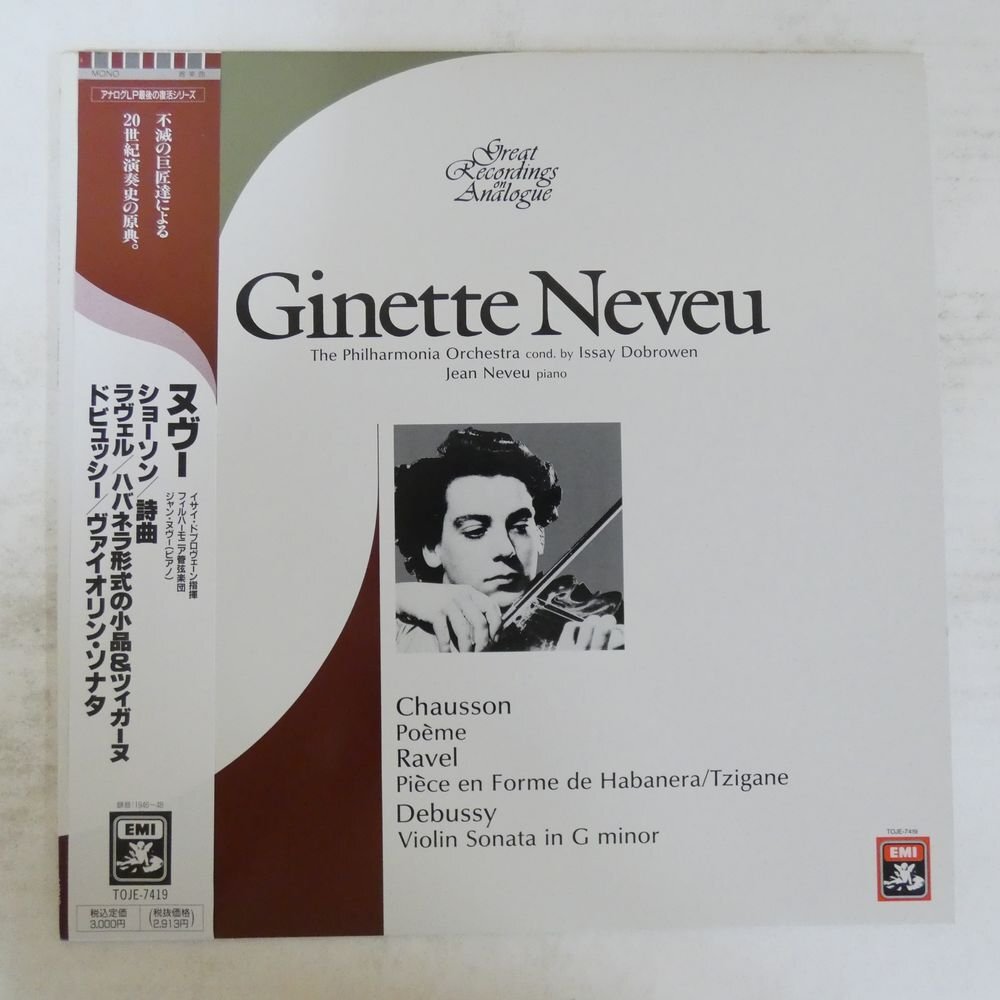 MONO
アナログLP最後の復活シリーズ
不滅の巨匠達による
20世紀演奏史の原典。
ヌヴー
イサイ・ドブロヴェーン指揮
フィルハーモニア管弦楽団
ジャン・ヌヴー(ピアノ)
ショーソン/詩曲
ラヴェル/ハバネラ形式の小品&ツィガーヌ
ドビュッシー/ヴァイオリン・ソナタ
録音:1946〜48
EMI
TOJE-7419
税込定価
3,000円
(税抜価格
2,913円)
Great
Recordings
on
Analogue
Ginette Neveu
The Philharmonia Orchestra cond. by Issay Dobrowen
Jean Neveu piano
Chausson
Poème
Ravel
Pièce en Forme de Habanera/Tzigane
Debussy
Violin Sonata in G minor
TOJE-7419
EMI